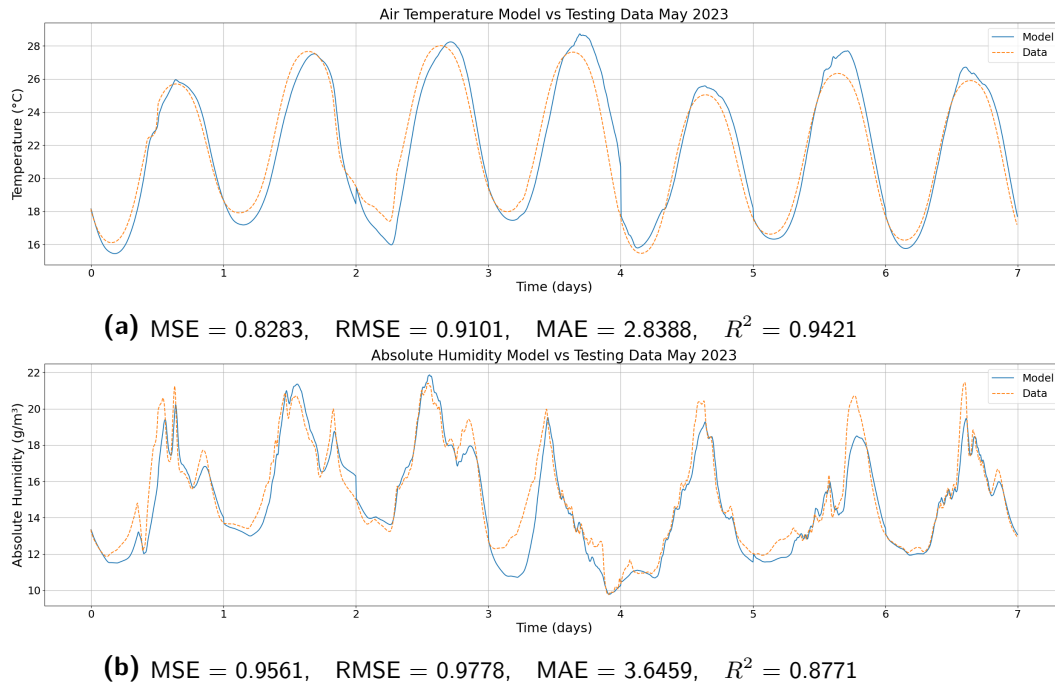 Air Temperature Model vs Testing Data May 2023
Temperature (°C)
28
26
24
22
20
18
16
Model
Data
0 1 2 3 4 5 6 7
Time (days)
(a) MSE = 0.8283, RMSE = 0.9101, MAE = 2.8388, R² = 0.9421
Absolute Humidity Model vs Testing Data May 2023
Absolute Humidity (g/m³)
22
20
18
16
14
12
10
Model
Data
0 1 2 3 4 5 6 7
Time (days)
(b) MSE = 0.9561, RMSE = 0.9778, MAE = 3.6459, R² = 0.8771